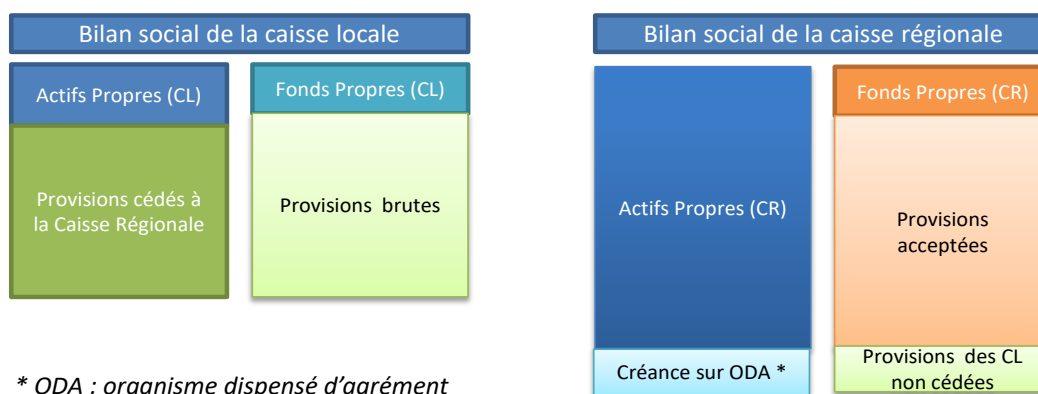 Bilan social de la caisse locale
Actifs Propres (CL)
Fonds Propres (CL)
Provisions cédés à
la Caisse Régionale
Provisions brutes
* ODA : organisme dispensé d'agrément
Bilan social de la caisse régionale
Actifs Propres (CR)
Fonds Propres (CR)
Provisions
acceptées
Créance sur ODA *
Provisions des CL
non cédées